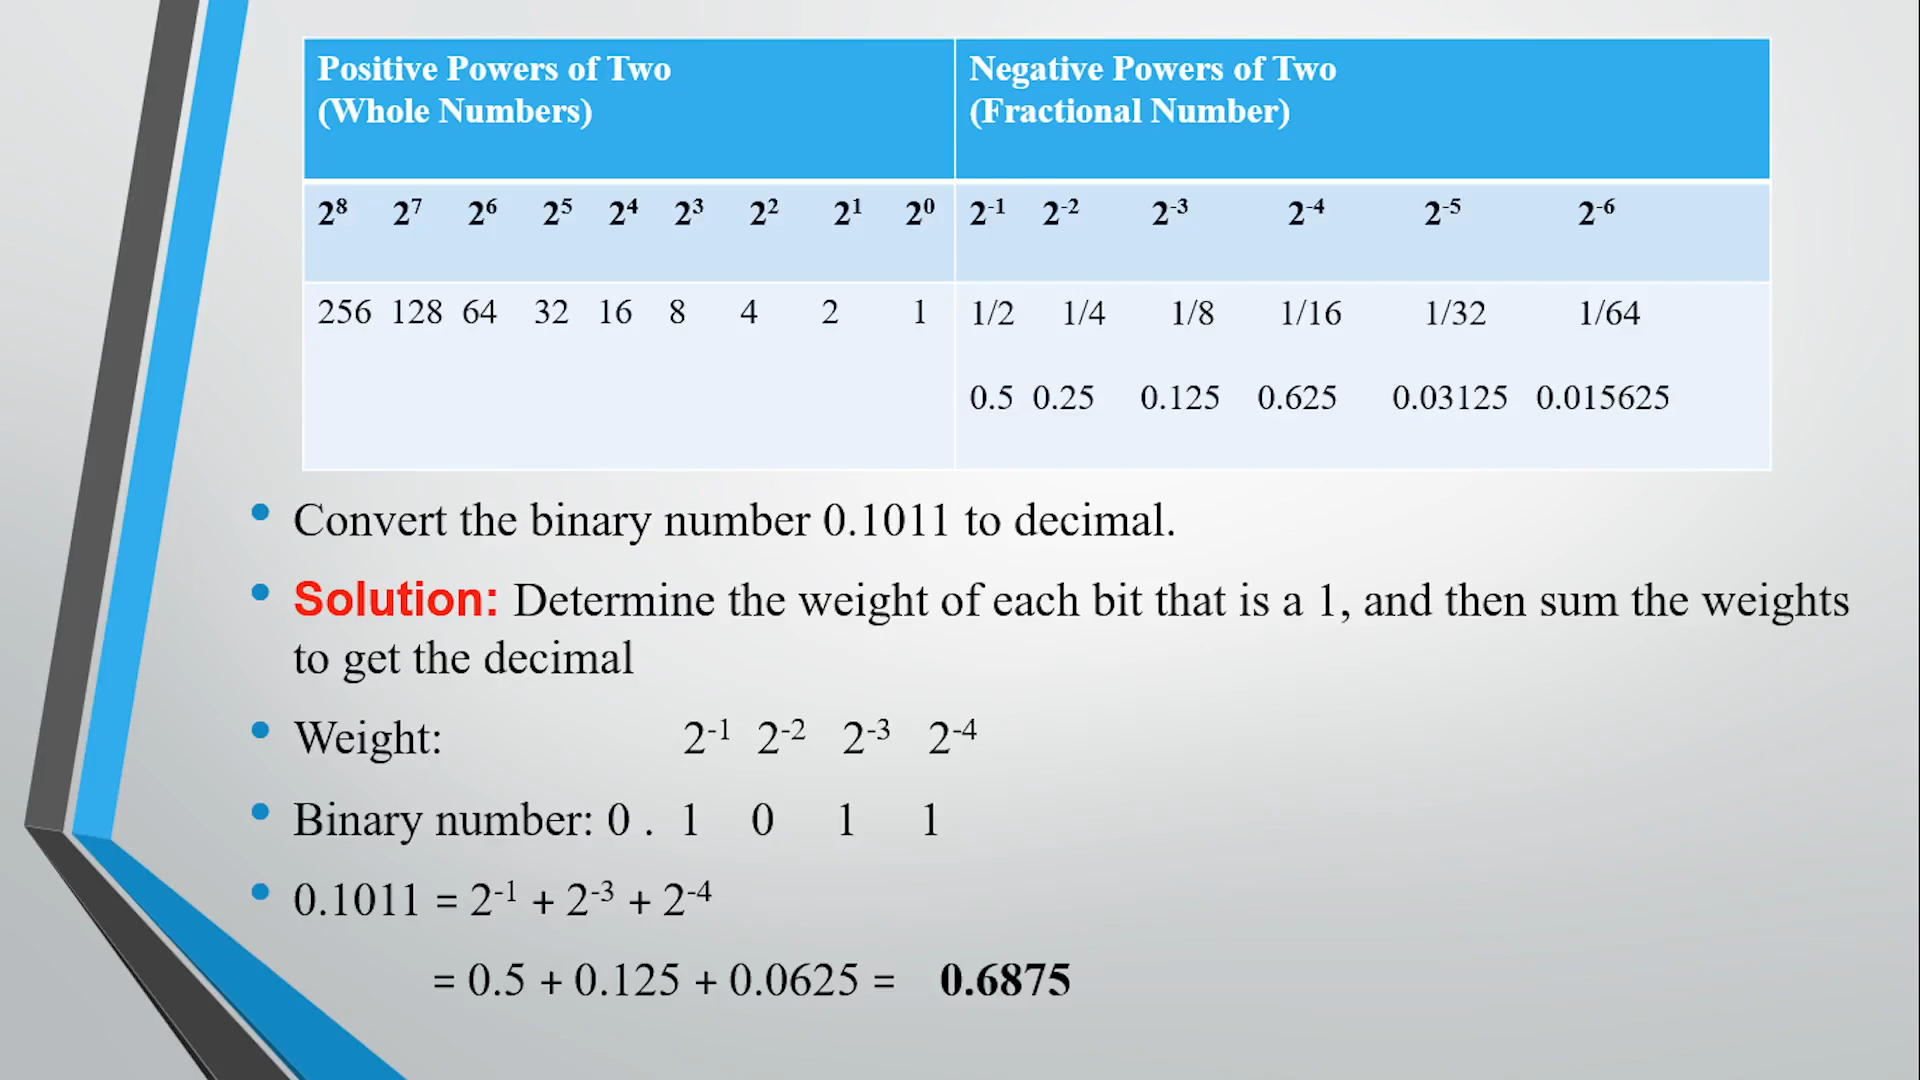 Positive Powers of Two
(Whole Numbers)
Negative Powers of Two
(Fractional Number)
2⁸ 2⁷ 2⁶ 2⁵ 2⁴ 2³ 2² 2¹ 2⁰ 2⁻¹ 2⁻² 2⁻³ 2⁻⁴ 2⁻⁵ 2⁻⁶
256 128 64 32 16 8 4 2 1 1/2 1/4 1/8 1/16 1/32 1/64
0.5 0.25 0.125 0.625 0.03125 0.015625
• Convert the binary number 0.1011 to decimal.
• Solution: Determine the weight of each bit that is a 1, and then sum the weights
to get the decimal
• Weight: 2⁻¹ 2⁻² 2⁻³ 2⁻⁴
• Binary number: 0 . 1 0 1 1
• 0.1011 = 2⁻¹ + 2⁻³ + 2⁻⁴
= 0.5 + 0.125 + 0.0625 = 0.6875